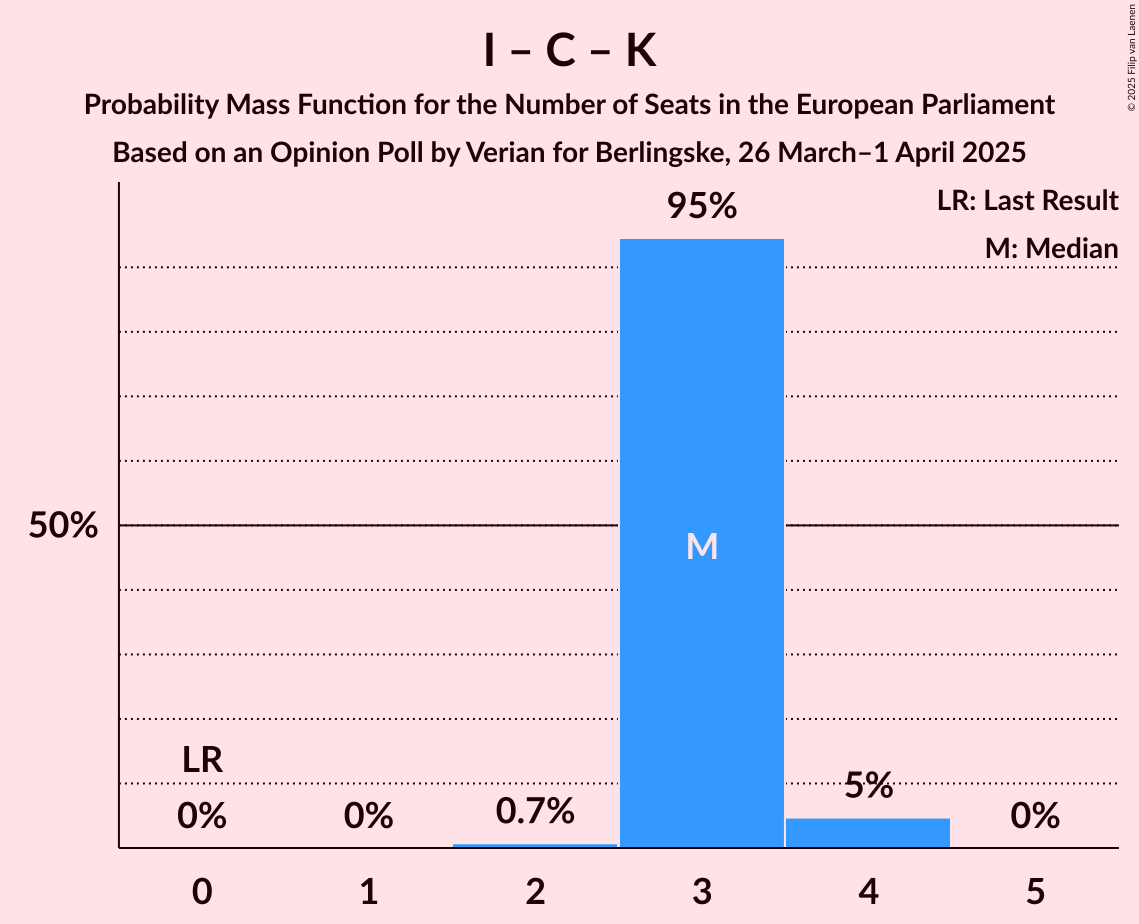 I – C – K
Probability Mass Function for the Number of Seats in the European Parliament
Based on an Opinion Poll by Verian for Berlingske, 26 March–1 April 2025
© 2025 Filip van Laenen
LR: Last Result
M: Median
95%
50%
M
LR
0%
0%
0.7%
5%
0%
0
1
2
3
4
5